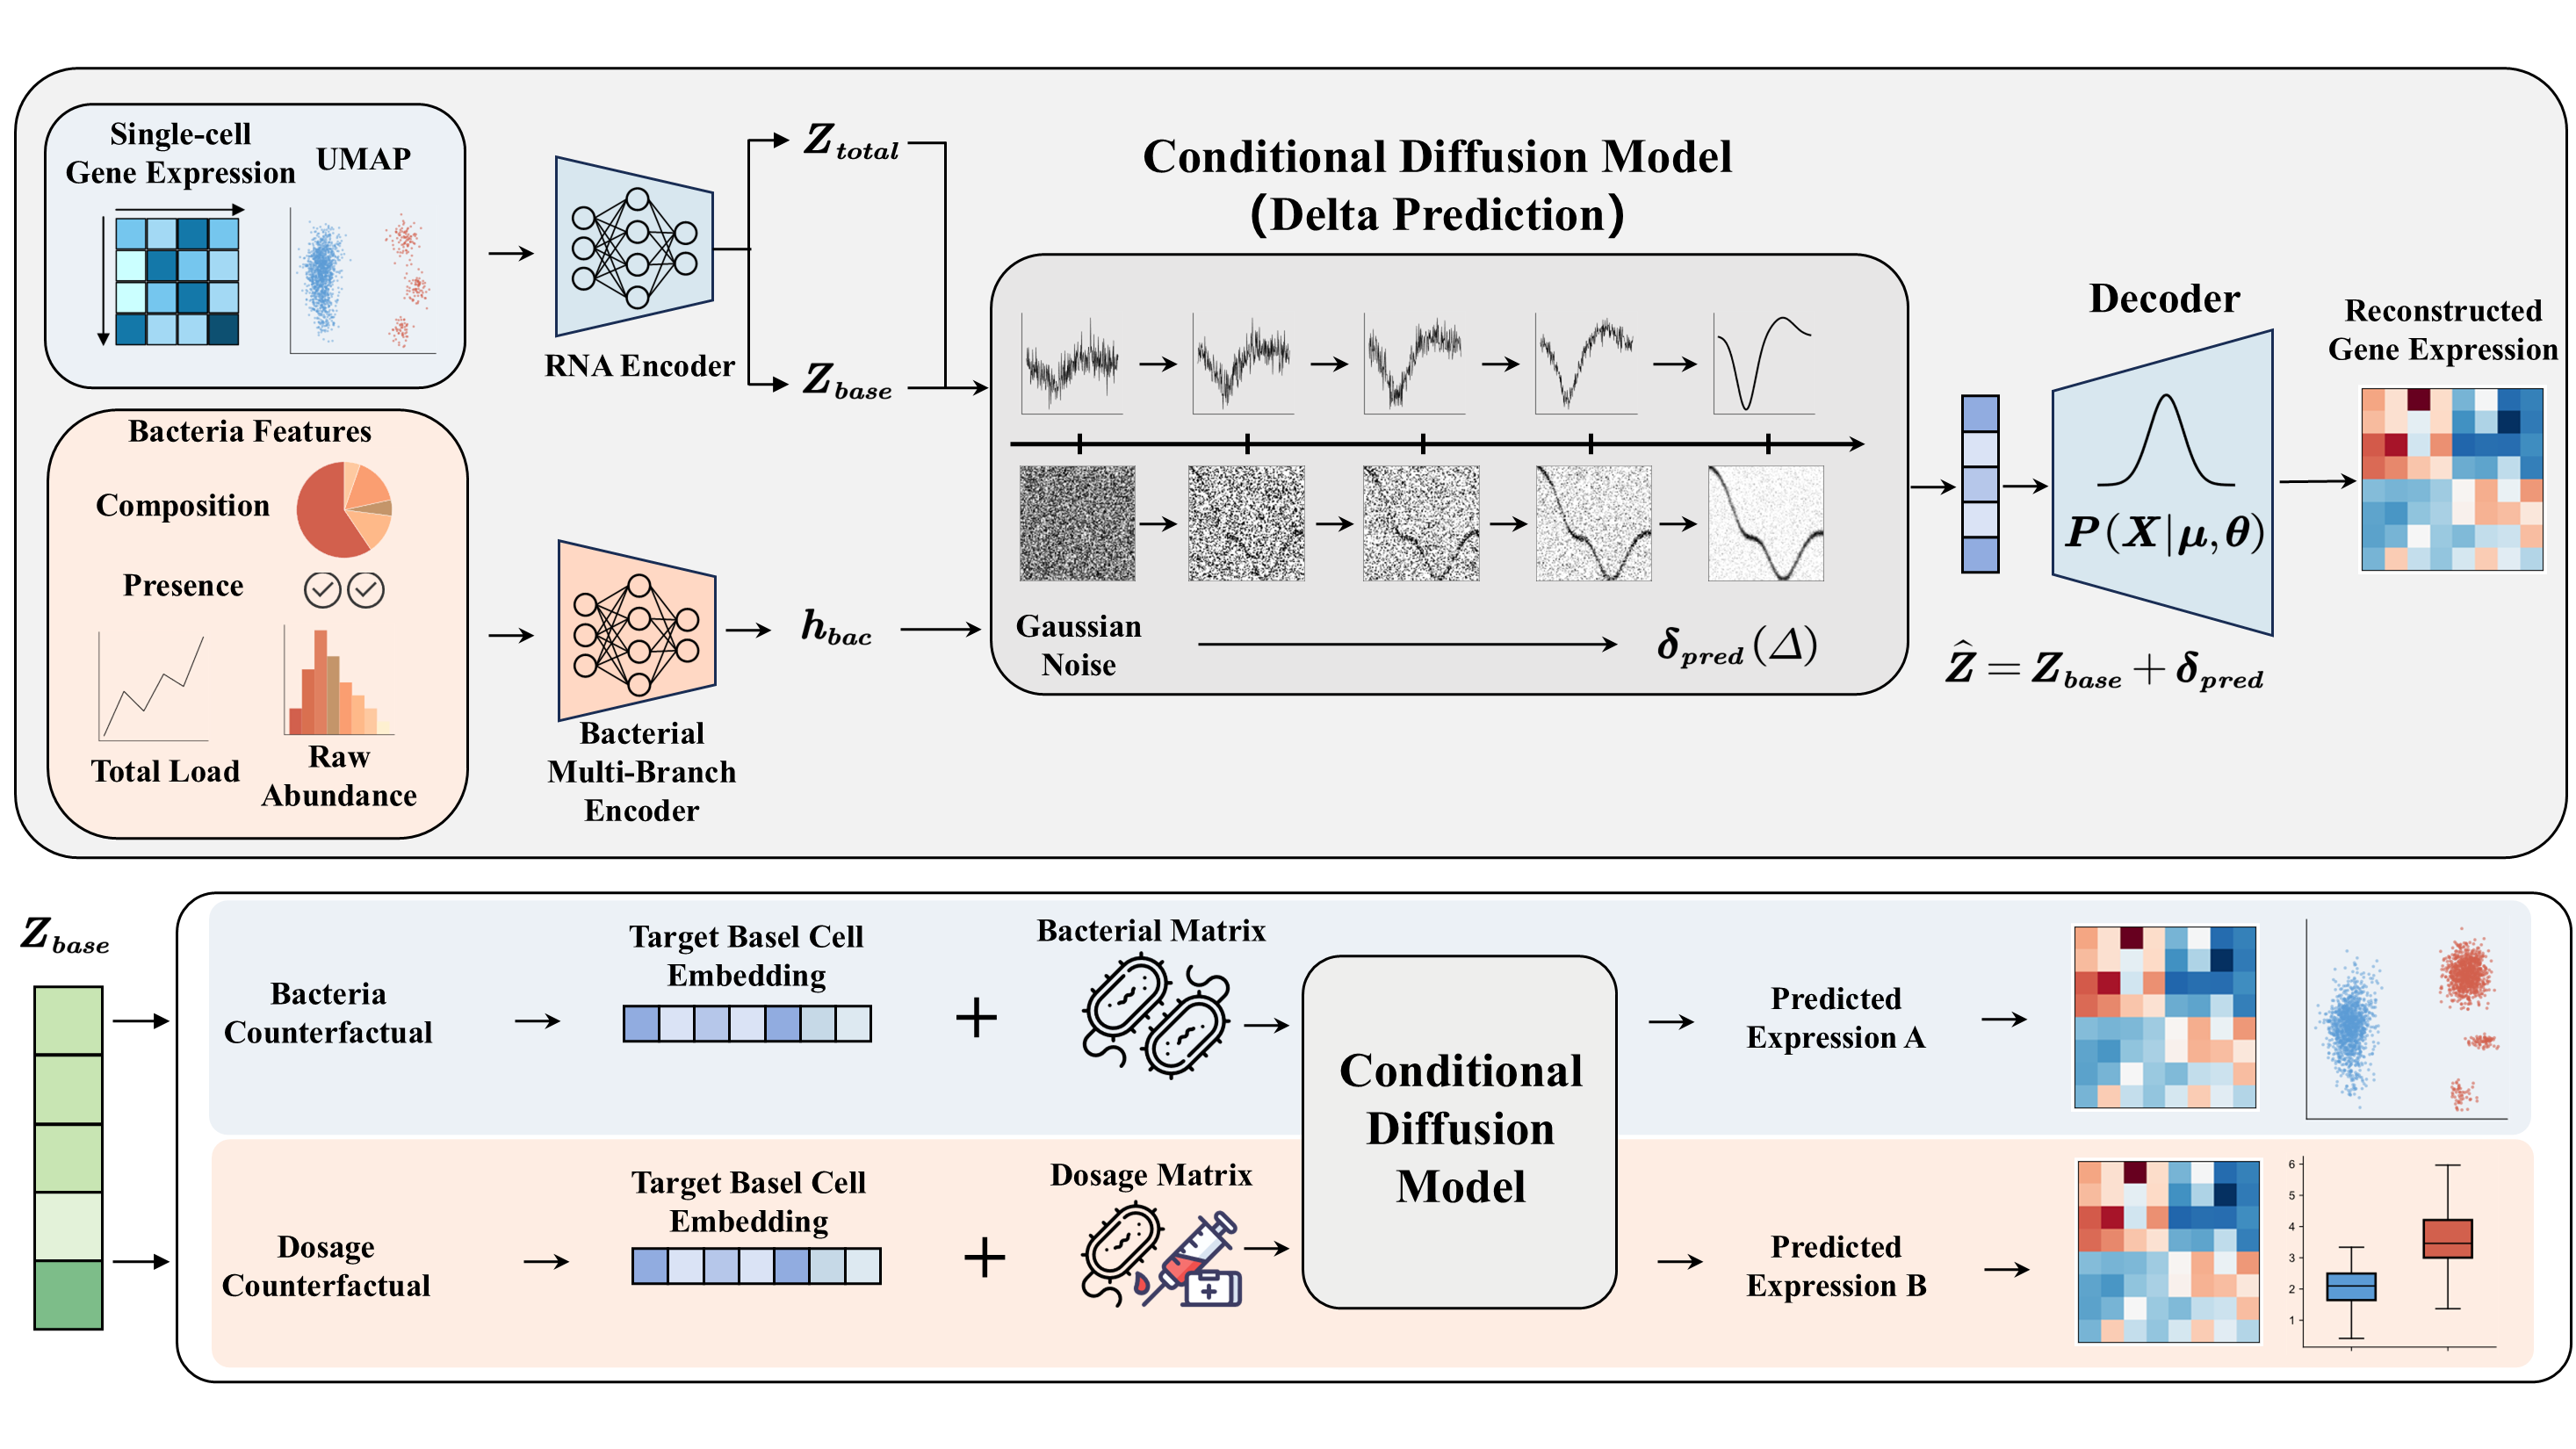 Single-cell
Gene Expression
UMAP
RNA Encoder
Z_total
Z_base
Bacteria Features
Composition
Presence
Total Load
Raw
Abundance
Bacterial
Multi-Branch
Encoder
h_bac
Conditional Diffusion Model
(Delta Prediction)
Gaussian
Noise
δ_pred(Δ)
Decoder
P(X|μ,θ)
Ẑ = Z_base + δ_pred
Reconstructed
Gene Expression
Z_base
Bacteria
Counterfactual
Target Basel Cell
Embedding
+
Bacterial Matrix
Conditional
Diffusion
Model
Predicted
Expression A
Dosage
Counterfactual
Target Basel Cell
Embedding
+
Dosage Matrix
Predicted
Expression B
6
5
4
3
2
1